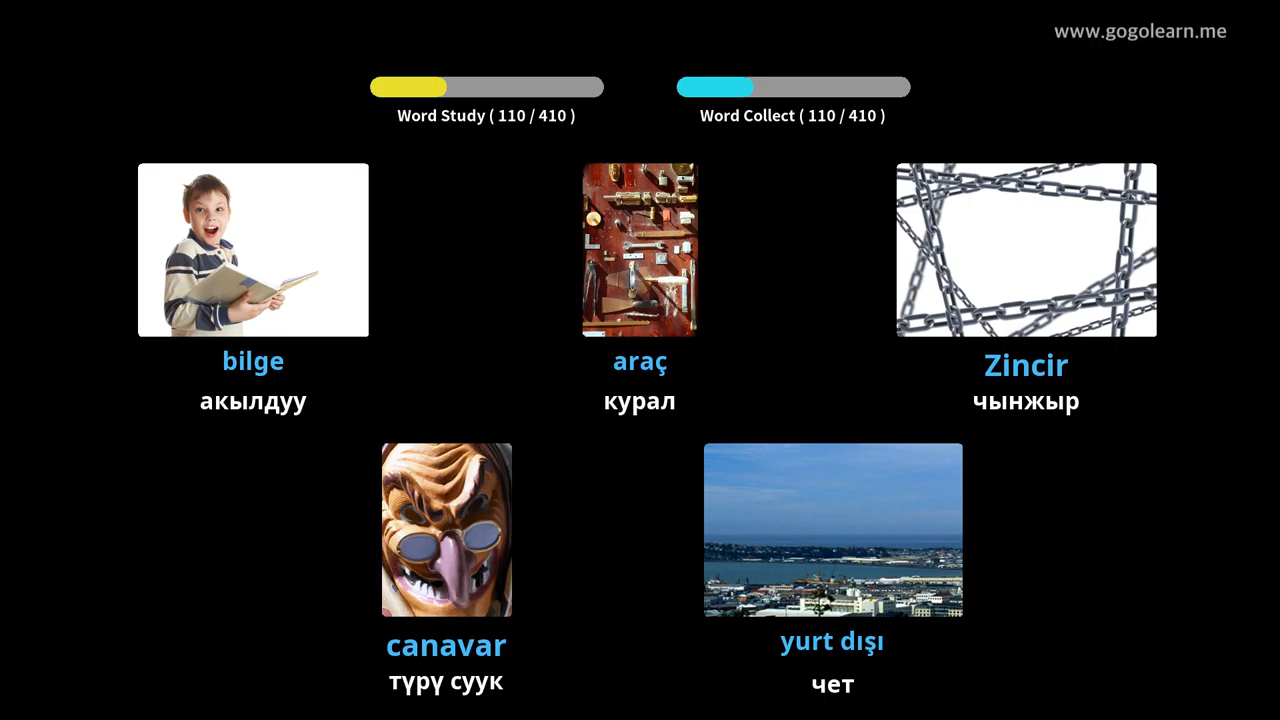 www.gogolearn.me
Word Study ( 110 / 410 )
Word Collect ( 110 / 410 )
bilge
araç
Zincir
акылдуу
курал
чынжыр
canavar
yurt dışı
түрү суук
чет